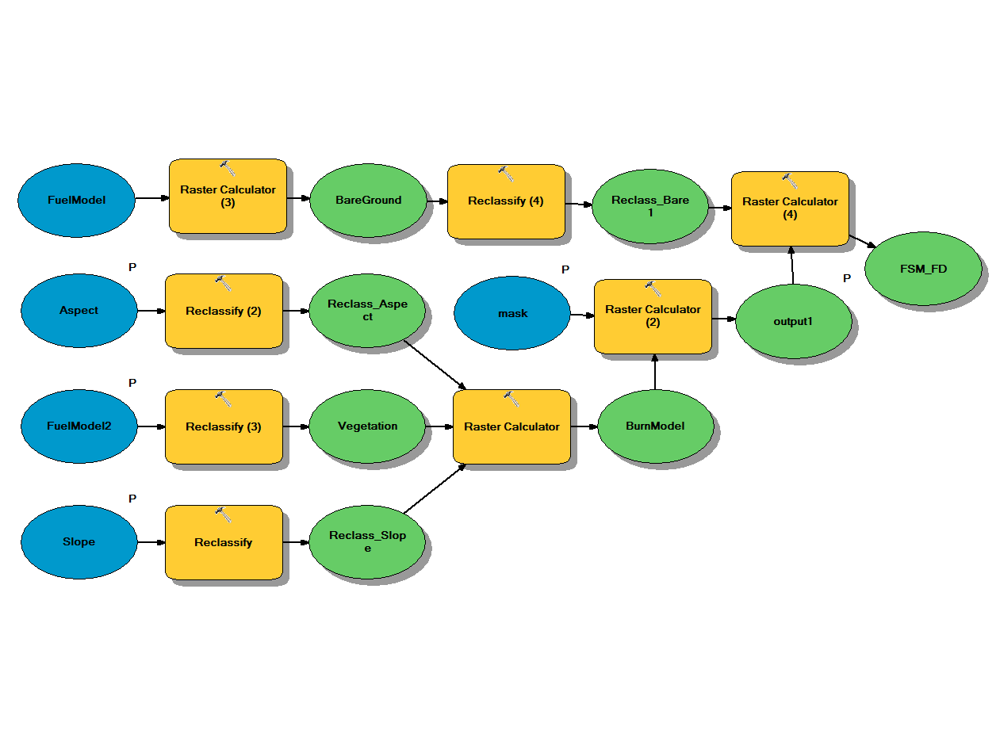 FuelModel
Raster Calculator
(3)
BareGround
Reclassify (4)
Reclass_Bare
1
Raster Calculator
(4)
FSM_FD
P
Aspect
Reclassify (2)
Reclass_Aspe
ct
P
mask
Raster Calculator
(2)
P
output1
P
FuelModel2
Reclassify (3)
Vegetation
Raster Calculator
BurnModel
P
Slope
Reclassify
Reclass_Slop
e